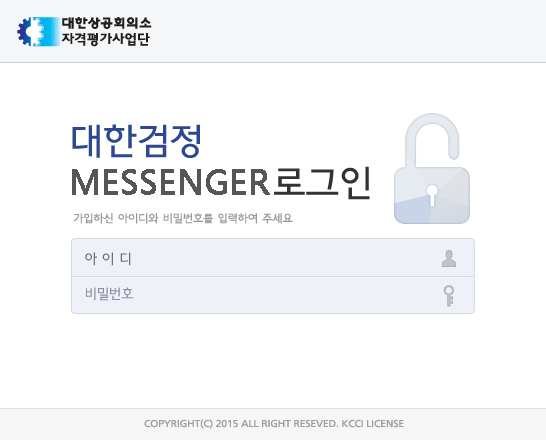 대한상공회의소
자격평가사업단
대한검정
MESSENGER로그인
가입하신 아이디와 비밀번호를 입력하여 주세요
아 이 디
비밀번호
COPYRIGHT(C) 2015 ALL RIGHT RESEVED. KCCI LICENSE